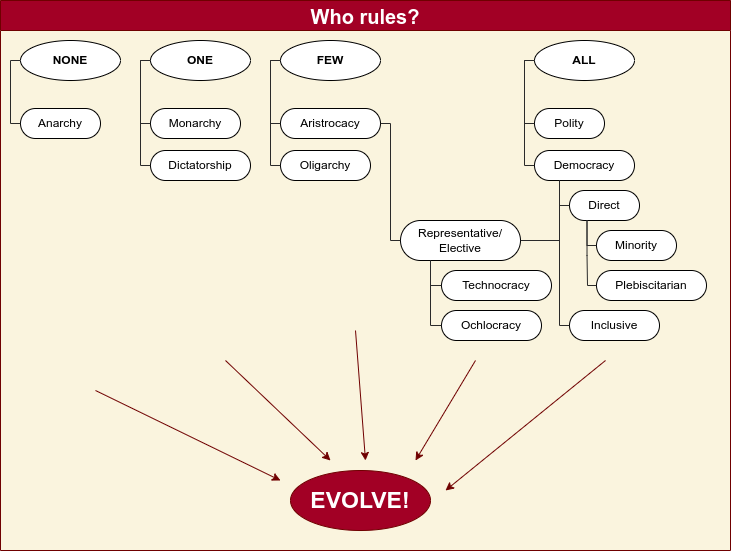 Who rules?
NONE
ONE
FEW
ALL
Anarchy
Monarchy
Aristrocacy
Polity
Dictatorship
Oligarchy
Democracy
Direct
Representative/
Elective
Minority
Technocracy
Plebiscitarian
Ochlocracy
Inclusive
EVOLVE!